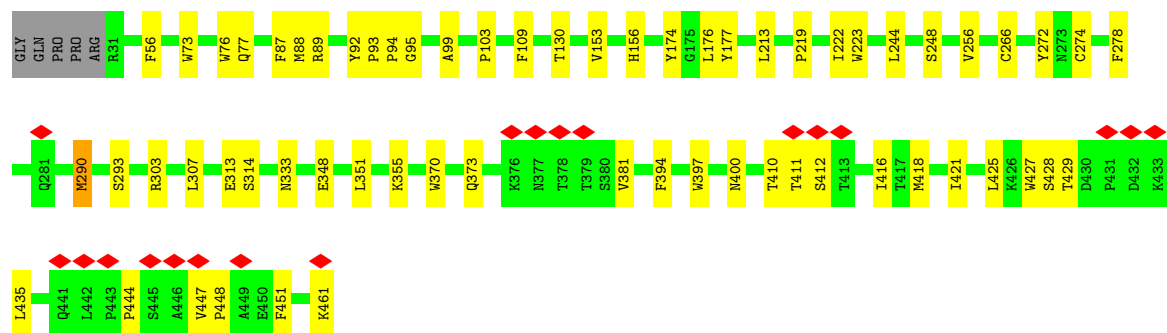 GLY GLN PRO PRO ARG R31 F56 W73 W76 Q77 F87 M88 R89 Y92 P93 P94 G95 A99 P103 F109 T130 V153 H156 Y174 G175 L176 Y177 L213 P219 I222 W223 L244 S248 V256 C266 Y272 N273 C274 F278
Q281 M290 S293 R303 L307 E313 S314 N333 E348 L351 K355 W370 Q373 K376 N377 T378 T379 S380 V381 F394 W397 N400 T410 T411 S412 T413 I416 T417 M418 I421 L425 K426 W427 S428 T429 D430 P431 D432 K433
L435 Q441 L442 P443 P444 S445 A446 V447 P448 A449 E450 F451 K461